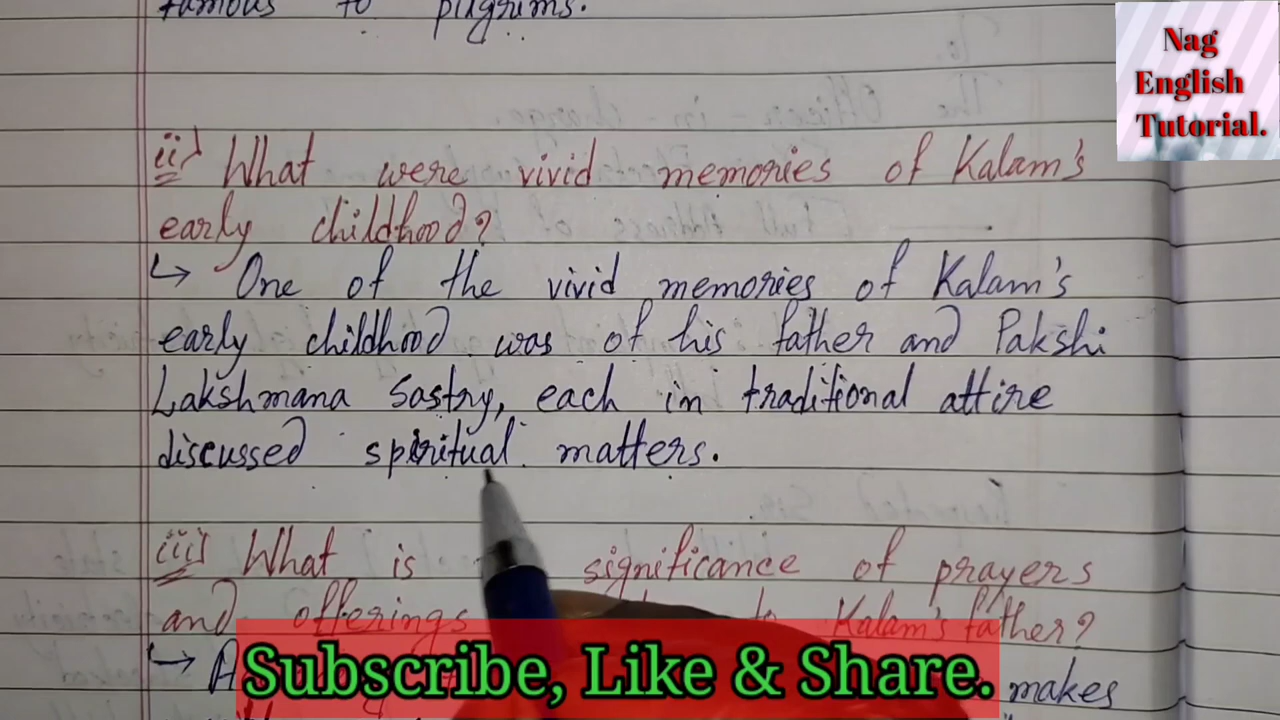 famous to pilgrims.
Nag
English
Tutorial.
ii) What were vivid memories of Kalam's
early childhood?
↳ One of the vivid memories of Kalam's
early childhood was of his father and Pakshi
Lakshmana Sastry, each in traditional attire
discussed spiritual matters.
iii) What is significance of prayers
and offerings to Kalam's father?
↳ makes
Subscribe, Like & Share.